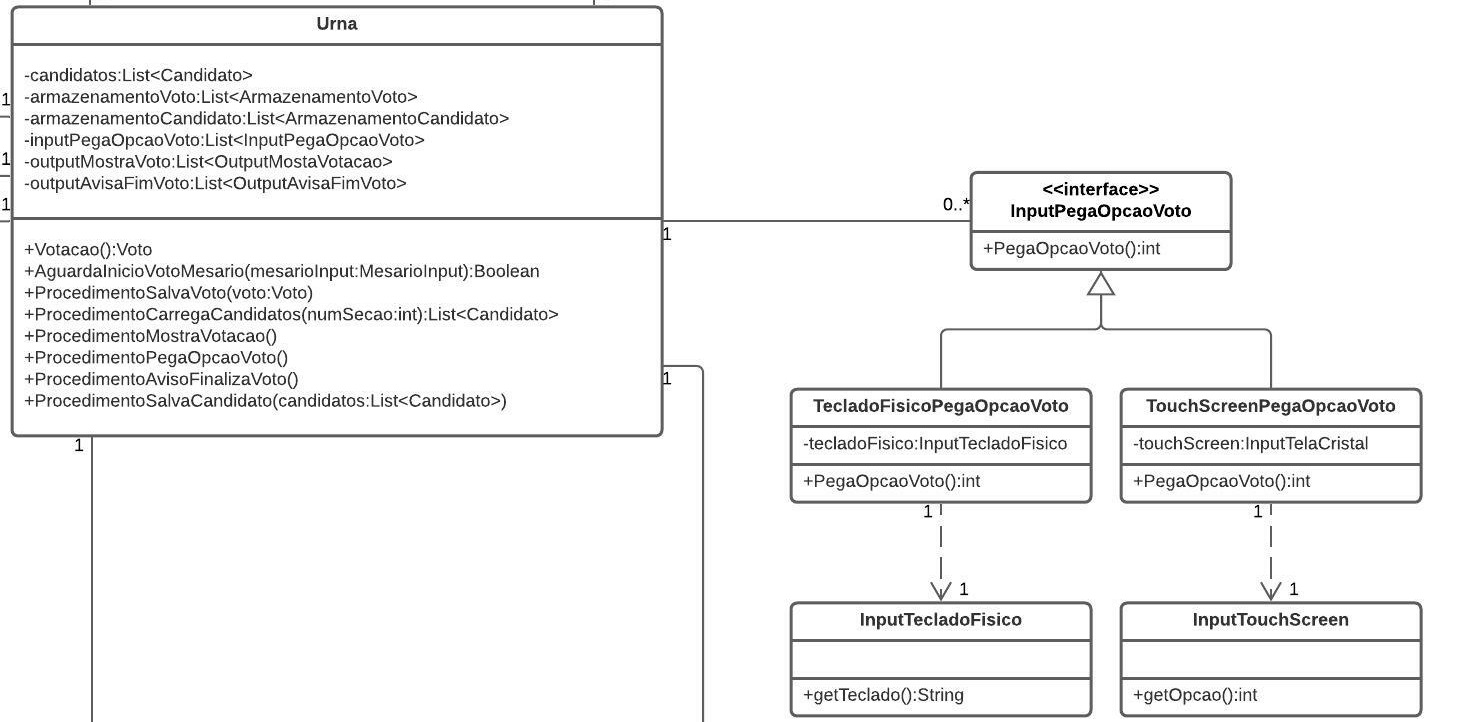 Urna
-candidatos:List<Candidato>
-armazenamentoVoto:List<ArmazenamentoVoto>
-armazenamentoCandidato:List<ArmazenamentoCandidato>
-inputPegaOpcaoVoto:List<InputPegaOpcaoVoto>
-outputMostraVoto:List<OutputMostaVotacao>
-outputAvisaFimVoto:List<OutputAvisaFimVoto>
1
1
1
+Votacao():Voto
+AguardaInicioVotoMesario(mesarioInput:MesarioInput):Boolean
+ProcedimentoSalvaVoto(voto:Voto)
+ProcedimentoCarregaCandidatos(numSecao:int):List<Candidato>
+ProcedimentoMostraVotacao()
+ProcedimentoPegaOpcaoVoto()
+ProcedimentoAvisoFinalizaVoto()
+ProcedimentoSalvaCandidato(candidatos:List<Candidato>)
1
1
1
0..*
<<interface>>
InputPegaOpcaoVoto
+PegaOpcaoVoto():int
TecladoFisicoPegaOpcaoVoto
-tecladoFisico:InputTecladoFisico
+PegaOpcaoVoto():int
1
1
InputTecladoFisico
+getTeclado():String
TouchScreenPegaOpcaoVoto
-touchScreen:InputTelaCristal
+PegaOpcaoVoto():int
1
1
InputTouchScreen
+getOpcao():int